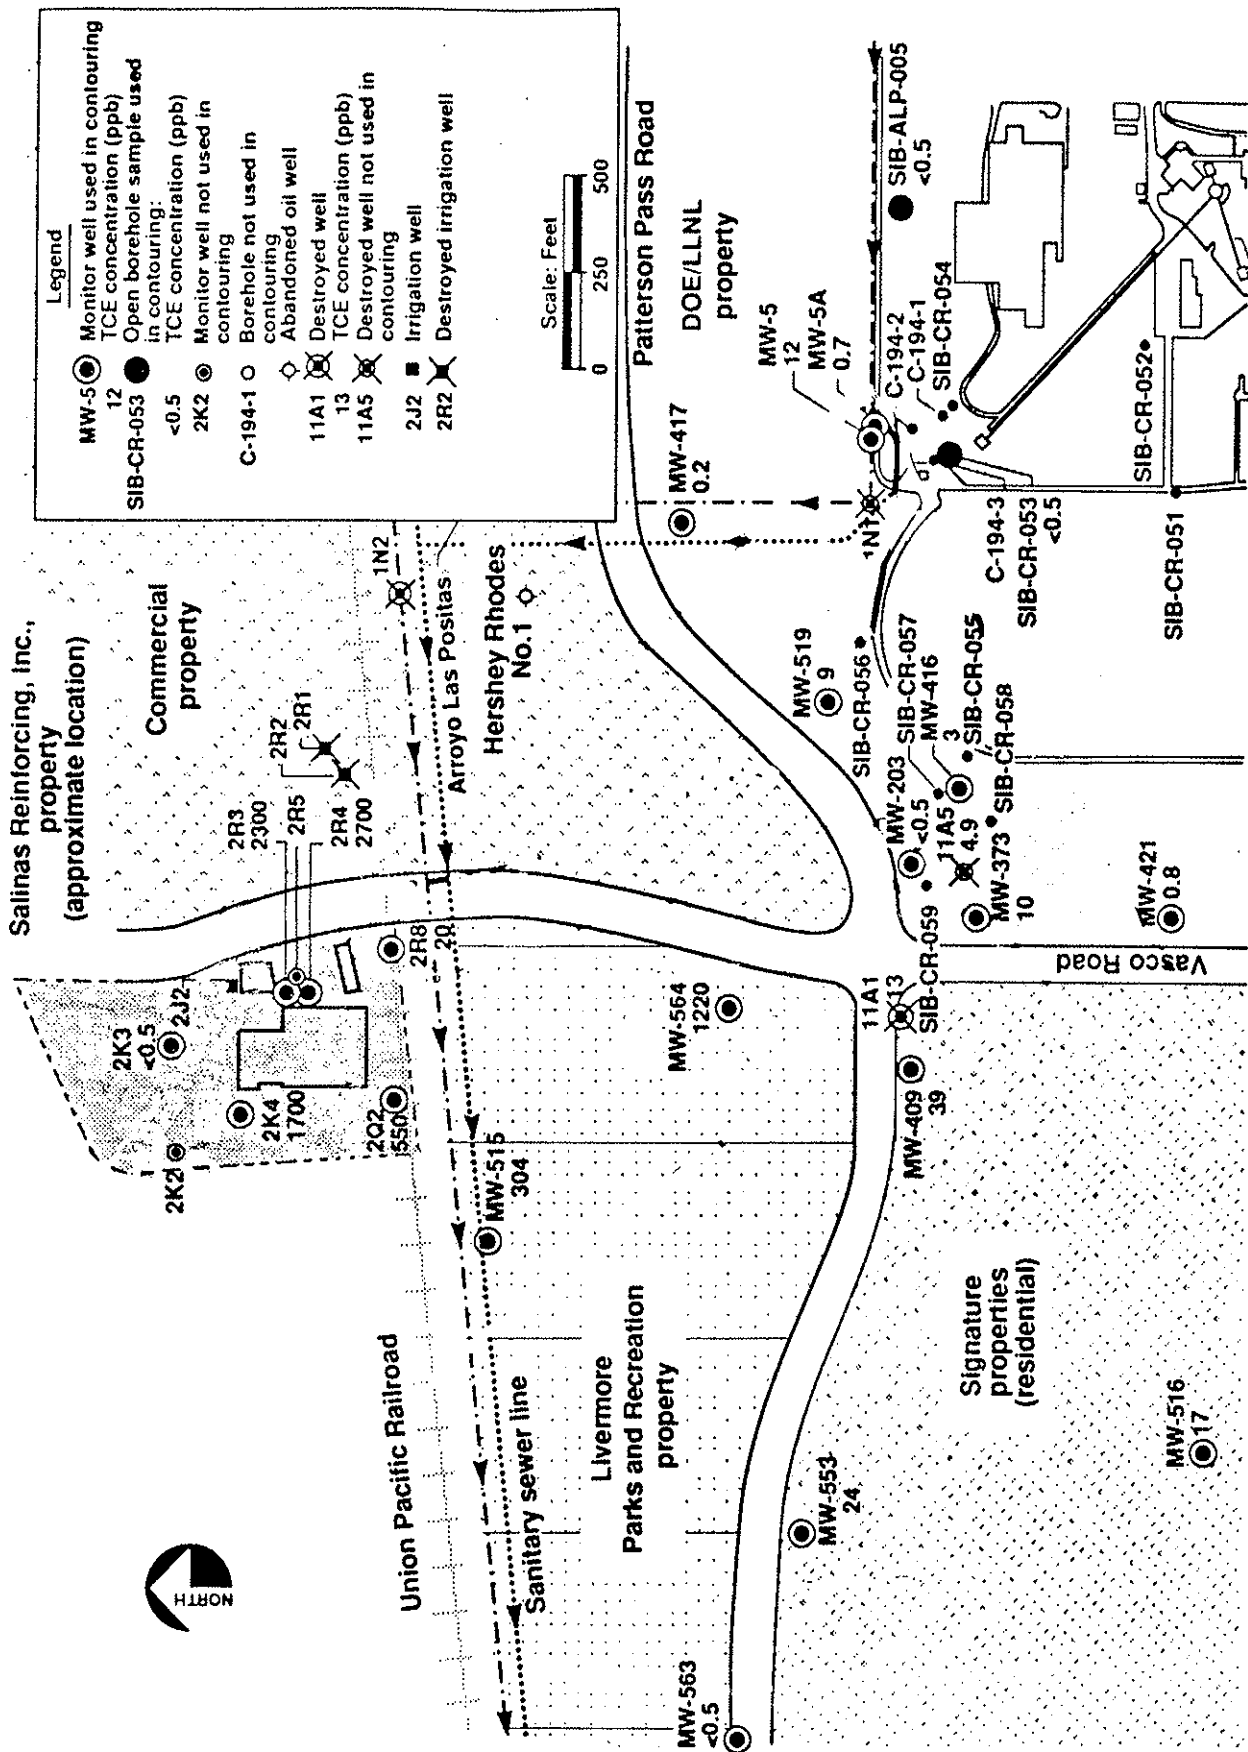 Legend
MW-5 Monitor well used in contouring
12 TCE concentration (ppb)
SIB-CR-053 Open borehole sample used
in contouring:
<0.5 TCE concentration (ppb)
2K2 Monitor well not used in
contouring
C-194-1 Borehole not used in
contouring
Abandoned oil well
11A1 Destroyed well
13 TCE concentration (ppb)
11A5 Destroyed well not used in
contouring
2J2 Irrigation well
2R2 Destroyed irrigation well
Scale: Feet
0 250 500
NORTH
Salinas Reinforcing, Inc.,
property
(approximate location)
Commercial
property
2K2
2K3
<0.5
2J2
2K4
1700
2Q2
550
2R3
2300
2R5
2R4
2700
2R2
2R1
2R8
20
1N2
Union Pacific Railroad
Arroyo Las Positas
Hershey Rhodes
No.1
Sanitary sewer line
MW-515
304
Livermore
Parks and Recreation
property
MW-564
1220
MW-563
<0.5
MW-553
24
Patterson Pass Road
DOE/LLNL
property
MW-417
0.2
MW-519
9
MW-5
12
MW-5A
0.7
SIB-ALP-005
<0.5
1N1
C-194-2
C-194-1
SIB-CR-054
C-194-3
SIB-CR-053
<0.5
SIB-CR-052
SIB-CR-051
SIB-CR-056
SIB-CR-057
MW-416
3
SIB-CR-055
SIB-CR-058
MW-203
<0.5
11A5
4.9
MW-373
10
MW-421
0.8
SIB-CR-059
11A1
13
MW-409
39
Vasco Road
Signature
properties
(residential)
MW-516
17